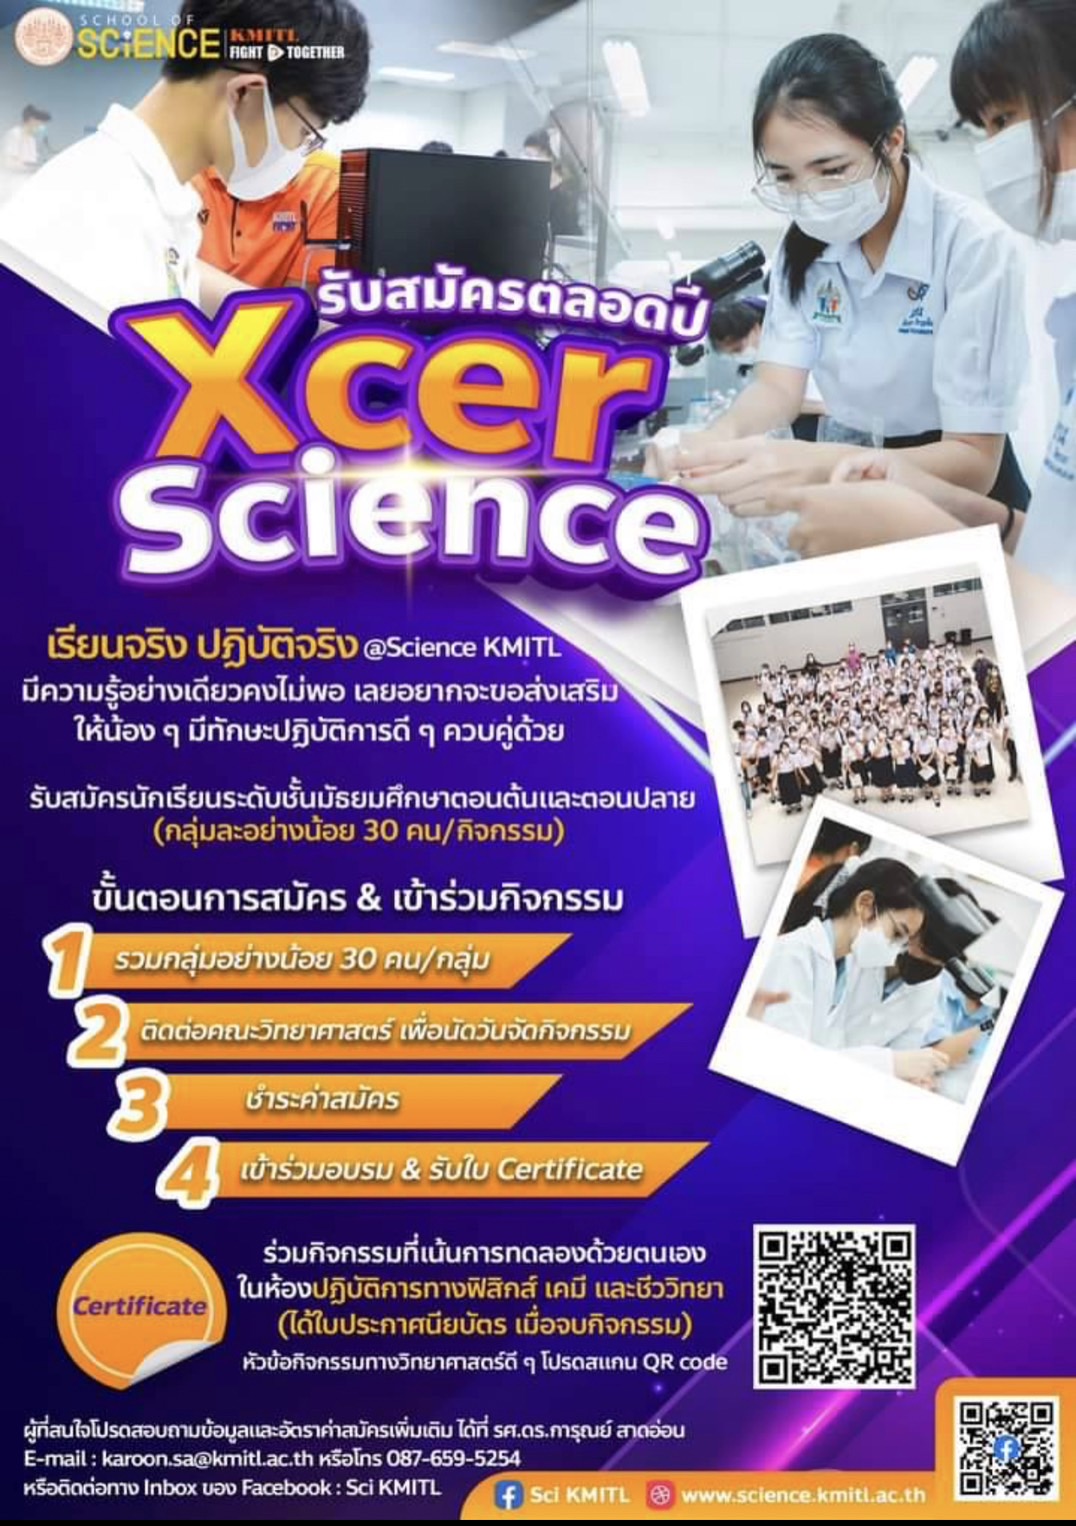 SCHOOL OF
SCiENCE
KMITL
FIGHT TOGETHER
รับสมัครตลอดปี
Xcer
Science
เรียนจริง ปฏิบัติจริง @Science KMITL
มีความรู้อย่างเดียวคงไม่พอ เลยอยากจะขอส่งเสริม
ให้น้อง ๆ มีทักษะปฏิบัติการดี ๆ ควบคู่ด้วย
รับสมัครนักเรียนระดับชั้นมัธยมศึกษาตอนต้นและตอนปลาย
(กลุ่มละอย่างน้อย 30 คน/กิจกรรม)
ขั้นตอนการสมัคร & เข้าร่วมกิจกรรม
1 รวมกลุ่มอย่างน้อย 30 คน/กลุ่ม
2 ติดต่อคณะวิทยาศาสตร์ เพื่อนัดวันจัดกิจกรรม
3 ชำระค่าสมัคร
4 เข้าร่วมอบรม & รับใบ Certificate
Certificate
ร่วมกิจกรรมที่เน้นการทดลองด้วยตนเอง
ในห้องปฏิบัติการทางฟิสิกส์ เคมี และชีววิทยา
(ได้ใบประกาศนียบัตร เมื่อจบกิจกรรม)
หัวข้อกิจกรรมทางวิทยาศาสตร์ดี ๆ โปรดสแกน QR code
ผู้ที่สนใจโปรดสอบถามข้อมูลและอัตราค่าสมัครเพิ่มเติม ได้ที่ รศ.ดร.การุณย์ สาดอ่อน
E-mail : karoon.sa@kmitl.ac.th หรือโทร 087-659-5254
หรือติดต่อทาง Inbox ของ Facebook : Sci KMITL
Sci KMITL www.science.kmitl.ac.th